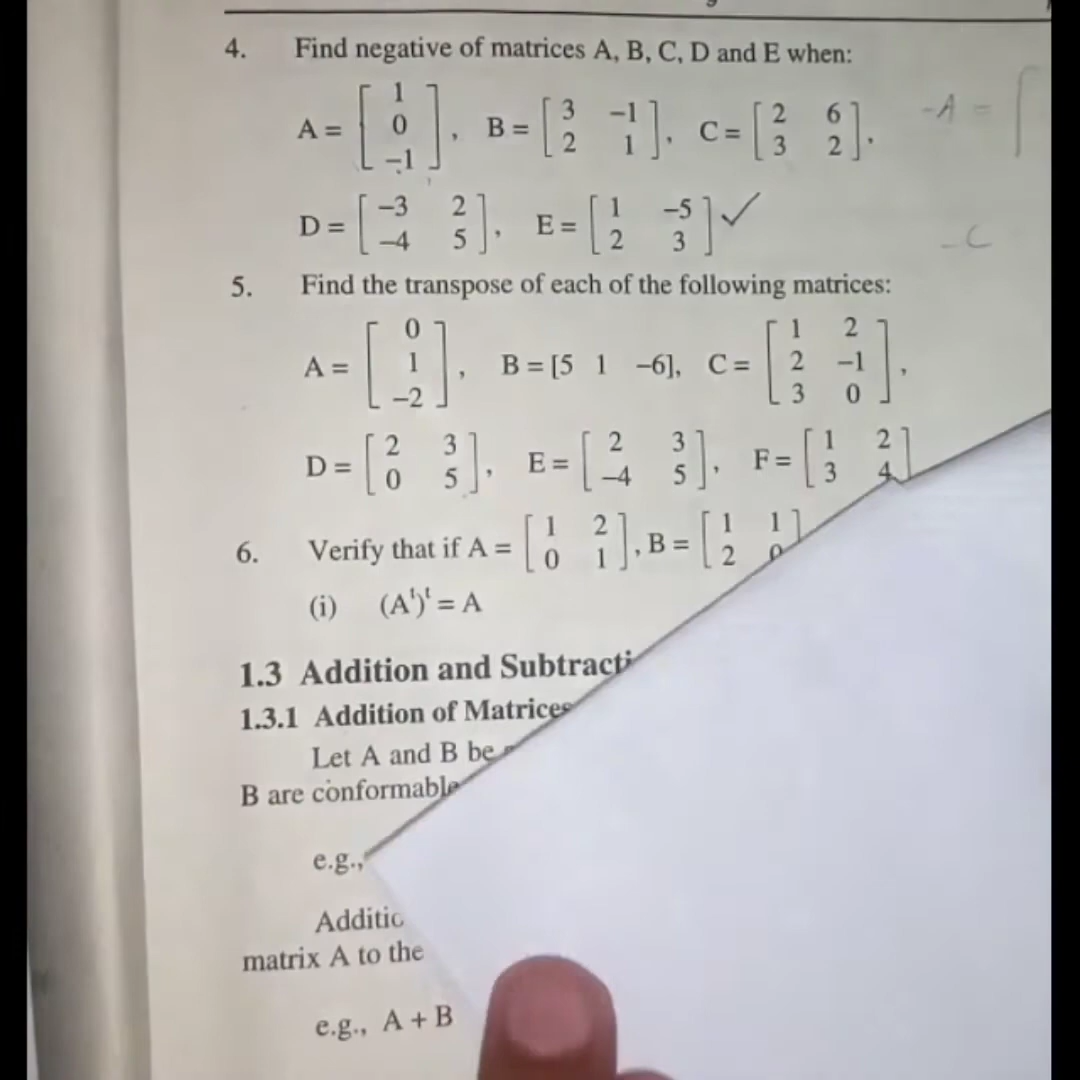 4. Find negative of matrices A, B, C, D and E when:
A = [ 1 0 −1 ], B = [ 3 −1 2 1 ], C = [ 2 6 3 2 ], -A = [
D = [ −3 2 −4 5 ], E = [ 1 −5 2 3 ] ✓ -C
5. Find the transpose of each of the following matrices:
A = [ 0 1 −2 ], B = [5 1 −6], C = [ 1 2 2 −1 3 0 ],
D = [ 2 3 0 5 ], E = [ 2 3 −4 5 ], F = [ 1 2 3 4 ]
6. Verify that if A = [ 1 2 0 1 ], B = [ 1 1 2 0 ]
(i) (Aᵗ)ᵗ = A
1.3 Addition and
1.3.1 Addition of Matrices
Let A and B be
B are conformable
e.g.,
matrix A to the
e.g., A + B